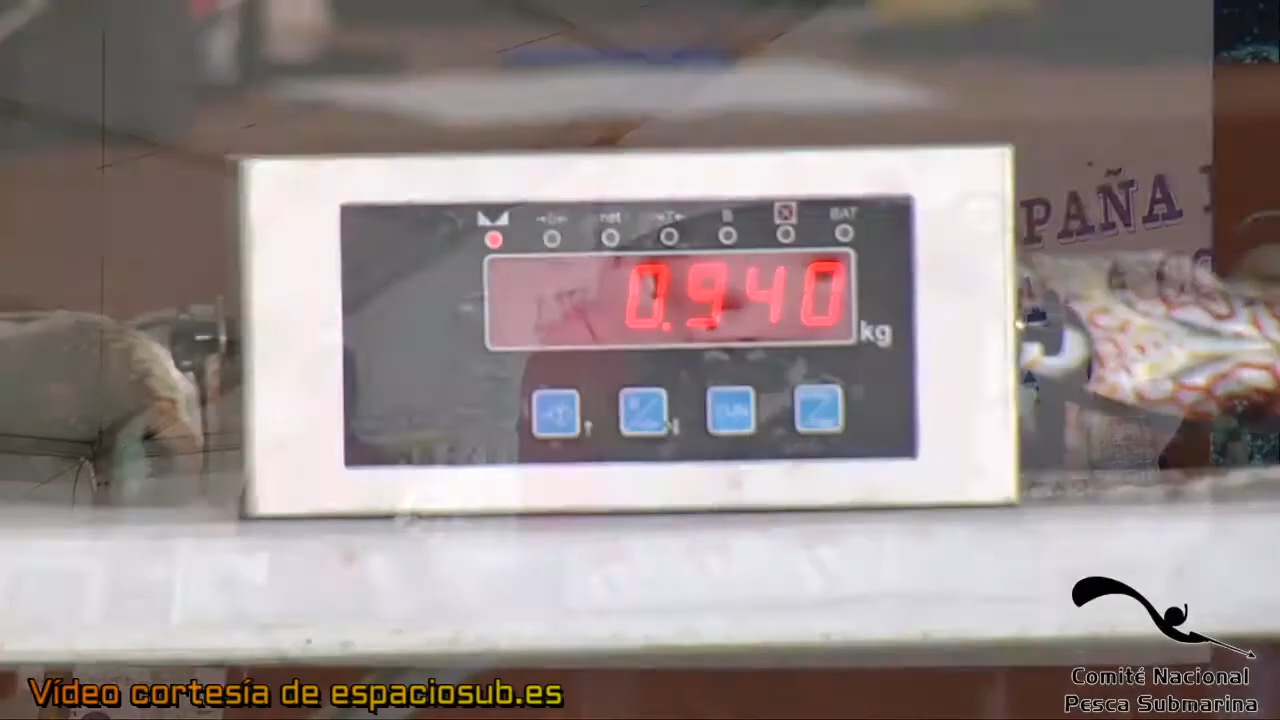 PAÑA
net
B
BAT
0.940
kg
Vídeo cortesía de espaciosub.es
Comité Nacional
Pesca Submarina